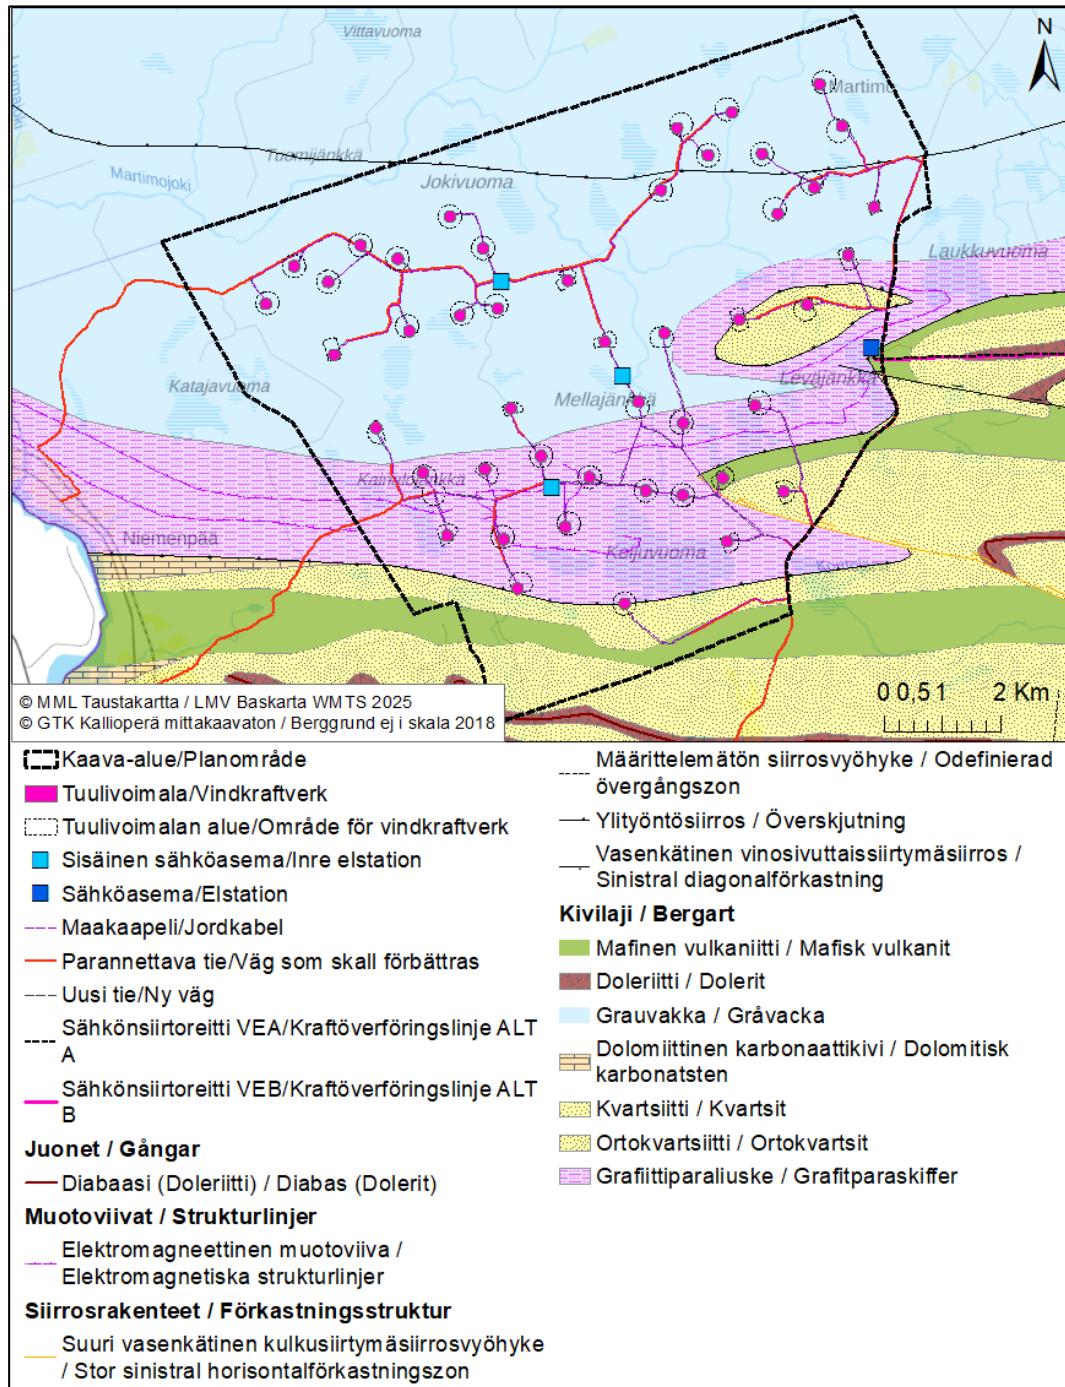 Vittavuoma
N
Martimo
Tuomijänkkä
Martimojoki
Jokivuoma
Laukkuvuoma
Katajavuoma
Mellajänkkä
Leväjänkkä
Niemenpää
Keijuvuoma
0 0,5 1 2 Km
© MML Taustakartta / LMV Baskarta WMTS 2025
© GTK Kallioperä mittakaavaton / Berggrund ej i skala 2018
Kaava-alue/Planområde
Tuulivoimala/Vindkraftverk
Tuulivoimalan alue/Område för vindkraftverk
Sisäinen sähköasema/Inre elstation
Sähköasema/Elstation
Maakaapeli/Jordkabel
Parannettava tie/Väg som skall förbättras
Uusi tie/Ny väg
Sähkönsiirtoreitti VEA/Kraftöverföringslinje ALT
A
Sähkönsiirtoreitti VEB/Kraftöverföringslinje ALT
B
Juonet / Gångar
Diabaasi (Doleriitti) / Diabas (Dolerit)
Muotoviivat / Strukturlinjer
Elektromagneettinen muotoviiva /
Elektromagnetiska strukturlinjer
Siirrosrakenteet / Förkastningsstruktur
Suuri vasenkätinen kulkusiirtymäsiirrosvyöhyke
/ Stor sinistral horisontalförkastningszon
Määrittelemätön siirrosvyöhyke / Odefinierad
övergångszon
Ylityöntösiirros / Överskjutning
Vasenkätinen vinosivuttaissiirtymäsiirros /
Sinistral diagonalförkastning
Kivilaji / Bergart
Mafinen vulkaniitti / Mafisk vulkanit
Doleriitti / Dolerit
Grauvakka / Gråvacka
Dolomiittinen karbonaattikivi / Dolomitisk
karbonatsten
Kvartsiitti / Kvartsit
Ortokvartsiitti / Ortokvartsit
Grafiittiparaliuske / Grafitparaskiffer